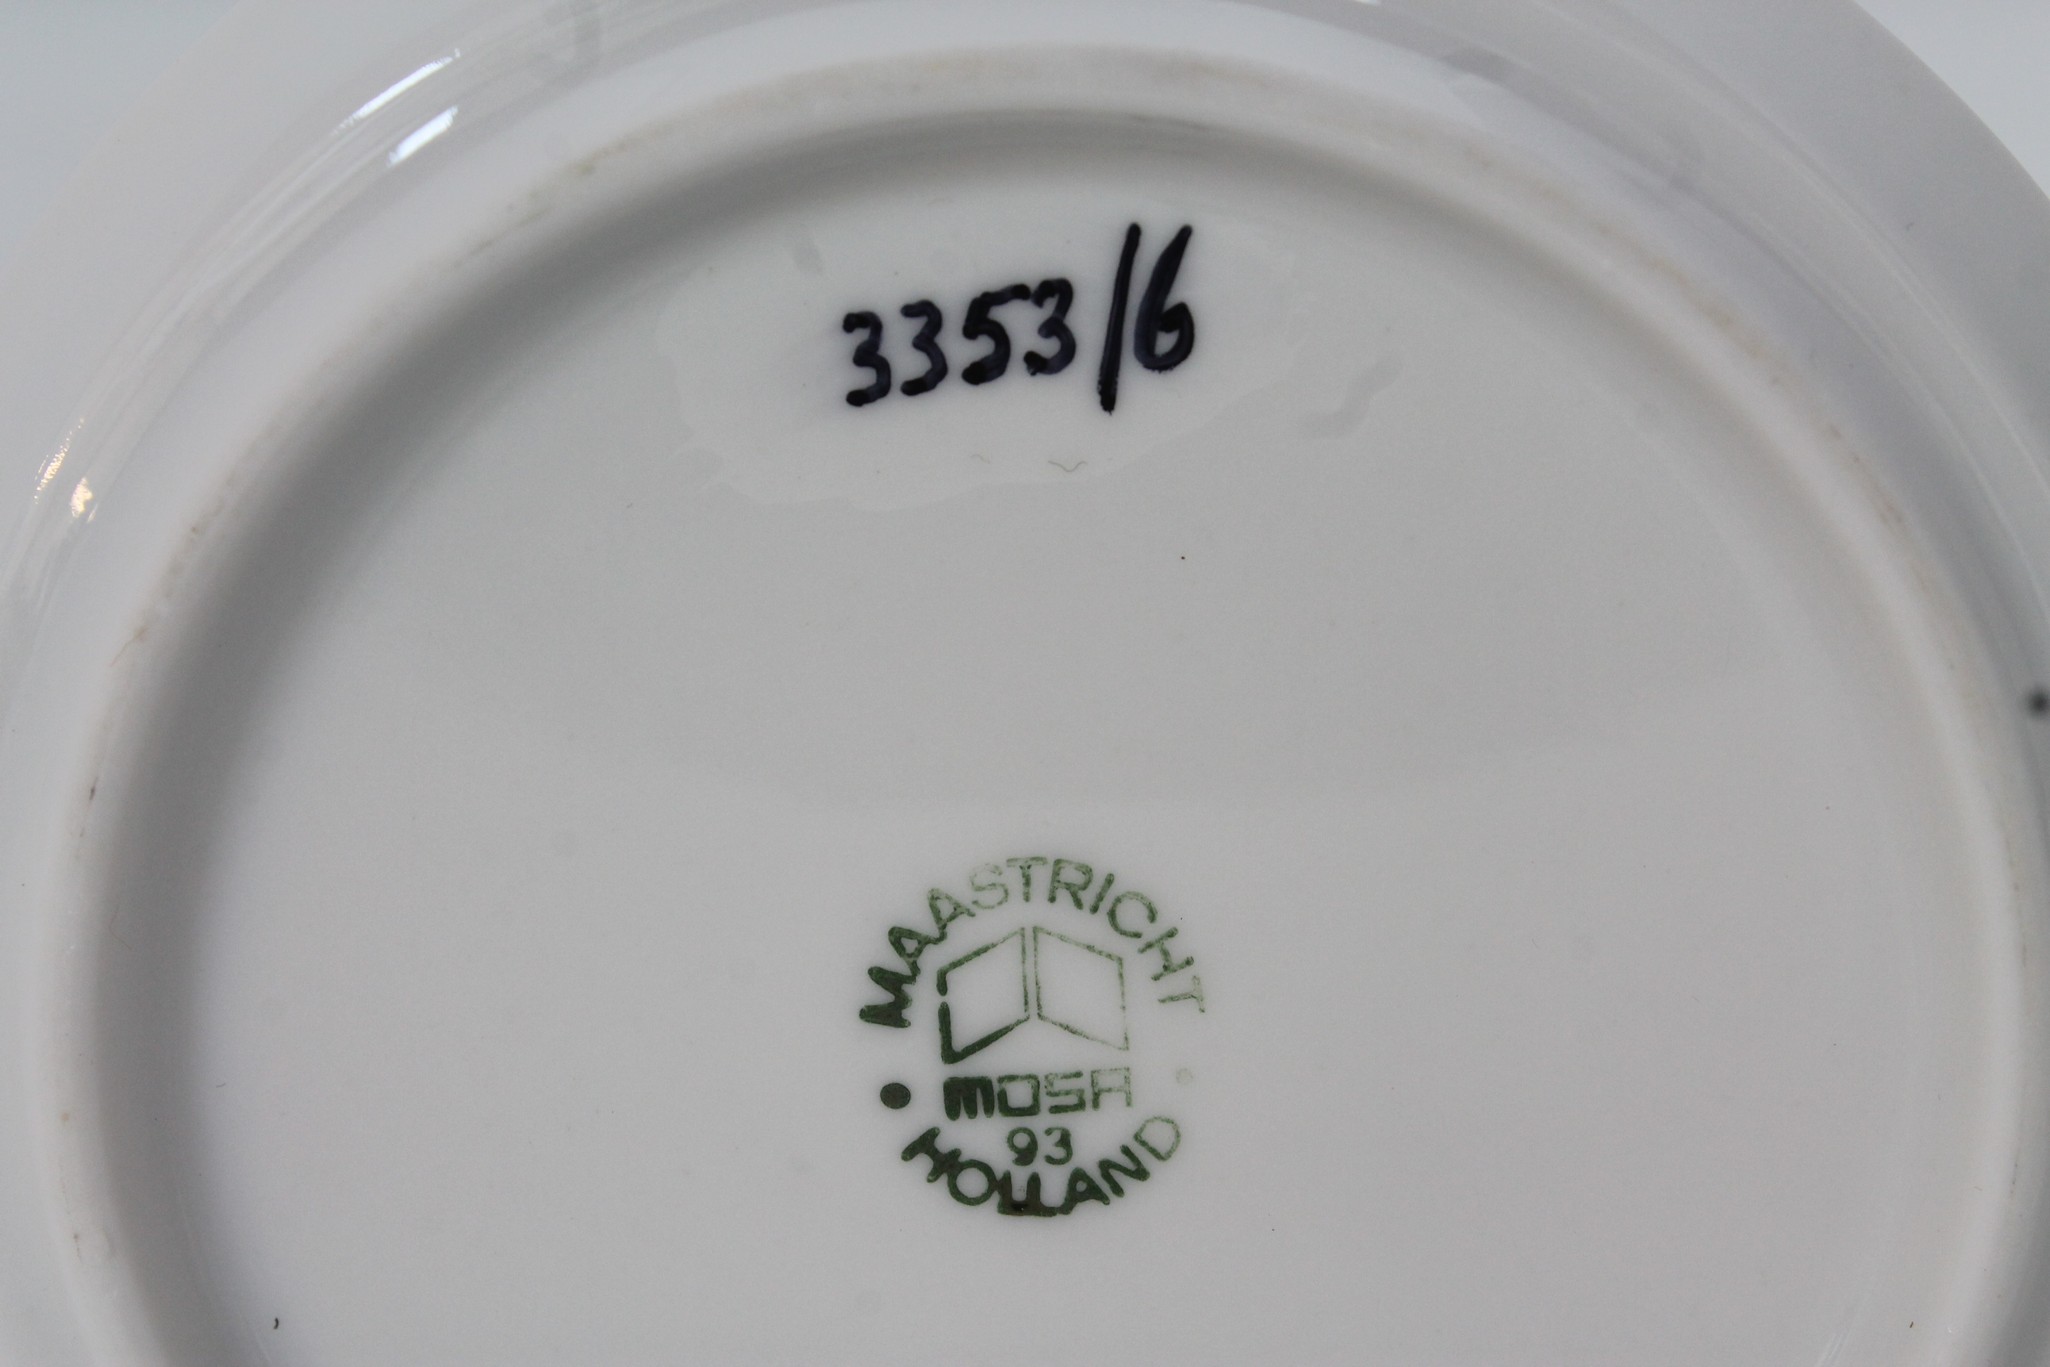 3353/6
MAASTRICHT
MOSA
93
HOLLAND